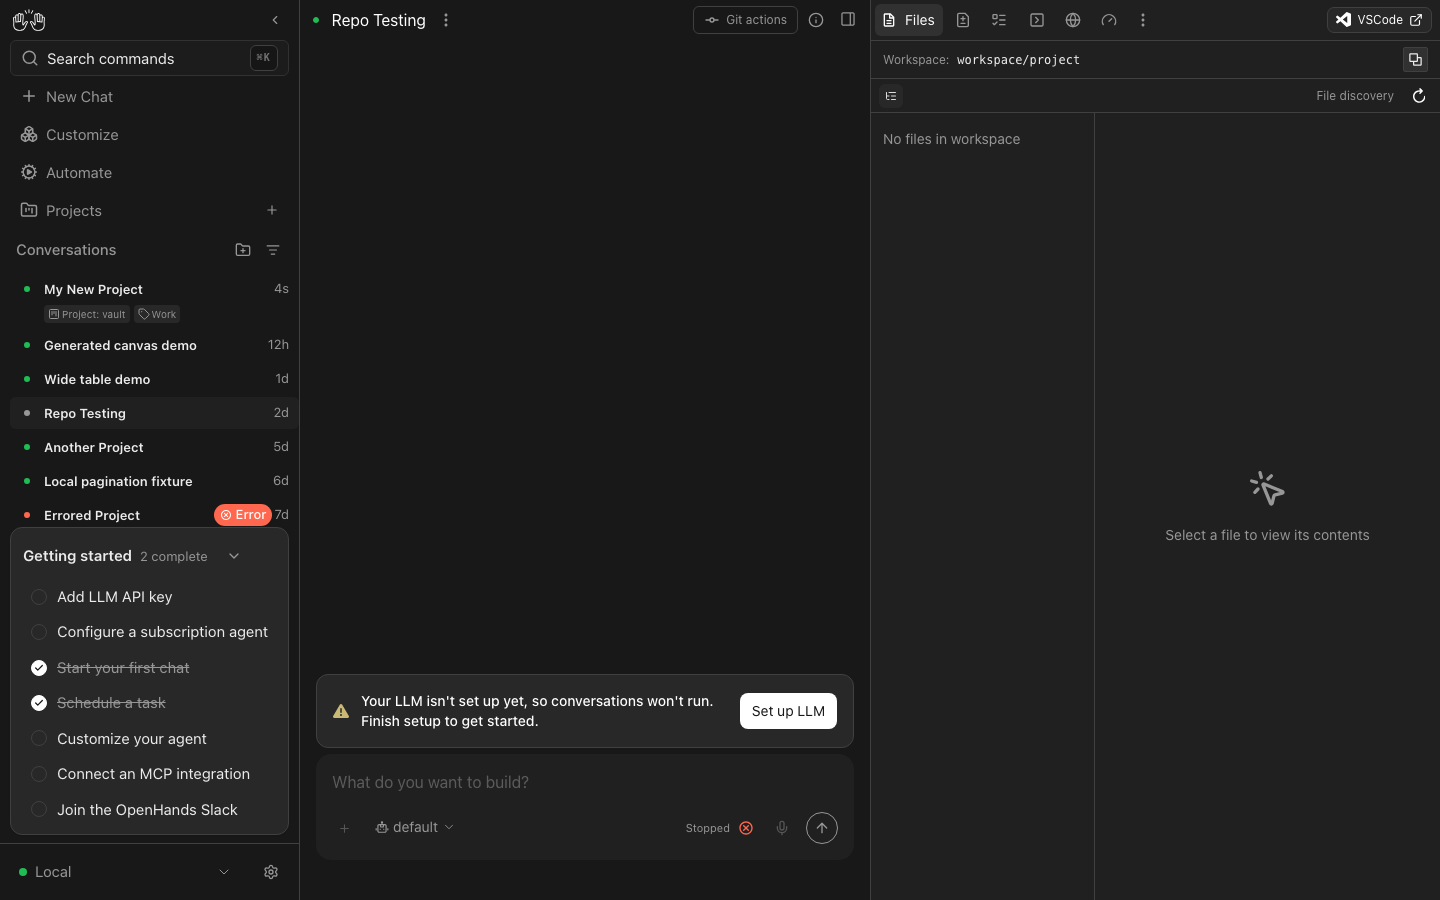 Search commands
⌘K
New Chat
Customize
Automate
Projects
Conversations
My New Project 4s
Project: vault Work
Generated canvas demo 12h
Wide table demo 1d
Repo Testing 2d
Another Project 5d
Local pagination fixture 6d
Errored Project Error 7d
Getting started 2 complete
Add LLM API key
Configure a subscription agent
Start your first chat
Schedule a task
Customize your agent
Connect an MCP integration
Join the OpenHands Slack
Local
Repo Testing
Git actions
Your LLM isn't set up yet, so conversations won't run.
Finish setup to get started.
Set up LLM
What do you want to build?
default
Stopped
Files
VSCode
Workspace: workspace/project
File discovery
No files in workspace
Select a file to view its contents